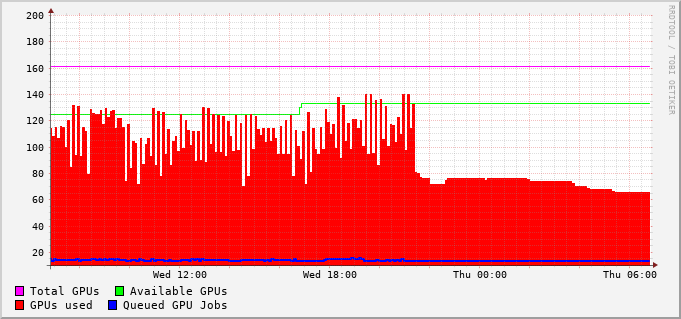 200
180
160
140
120
100
80
60
40
20
Wed 12:00 Wed 18:00 Thu 00:00 Thu 06:00
Total GPUs Available GPUs
GPUs used Queued GPU Jobs
RRDTOOL / TOBI OETIKER